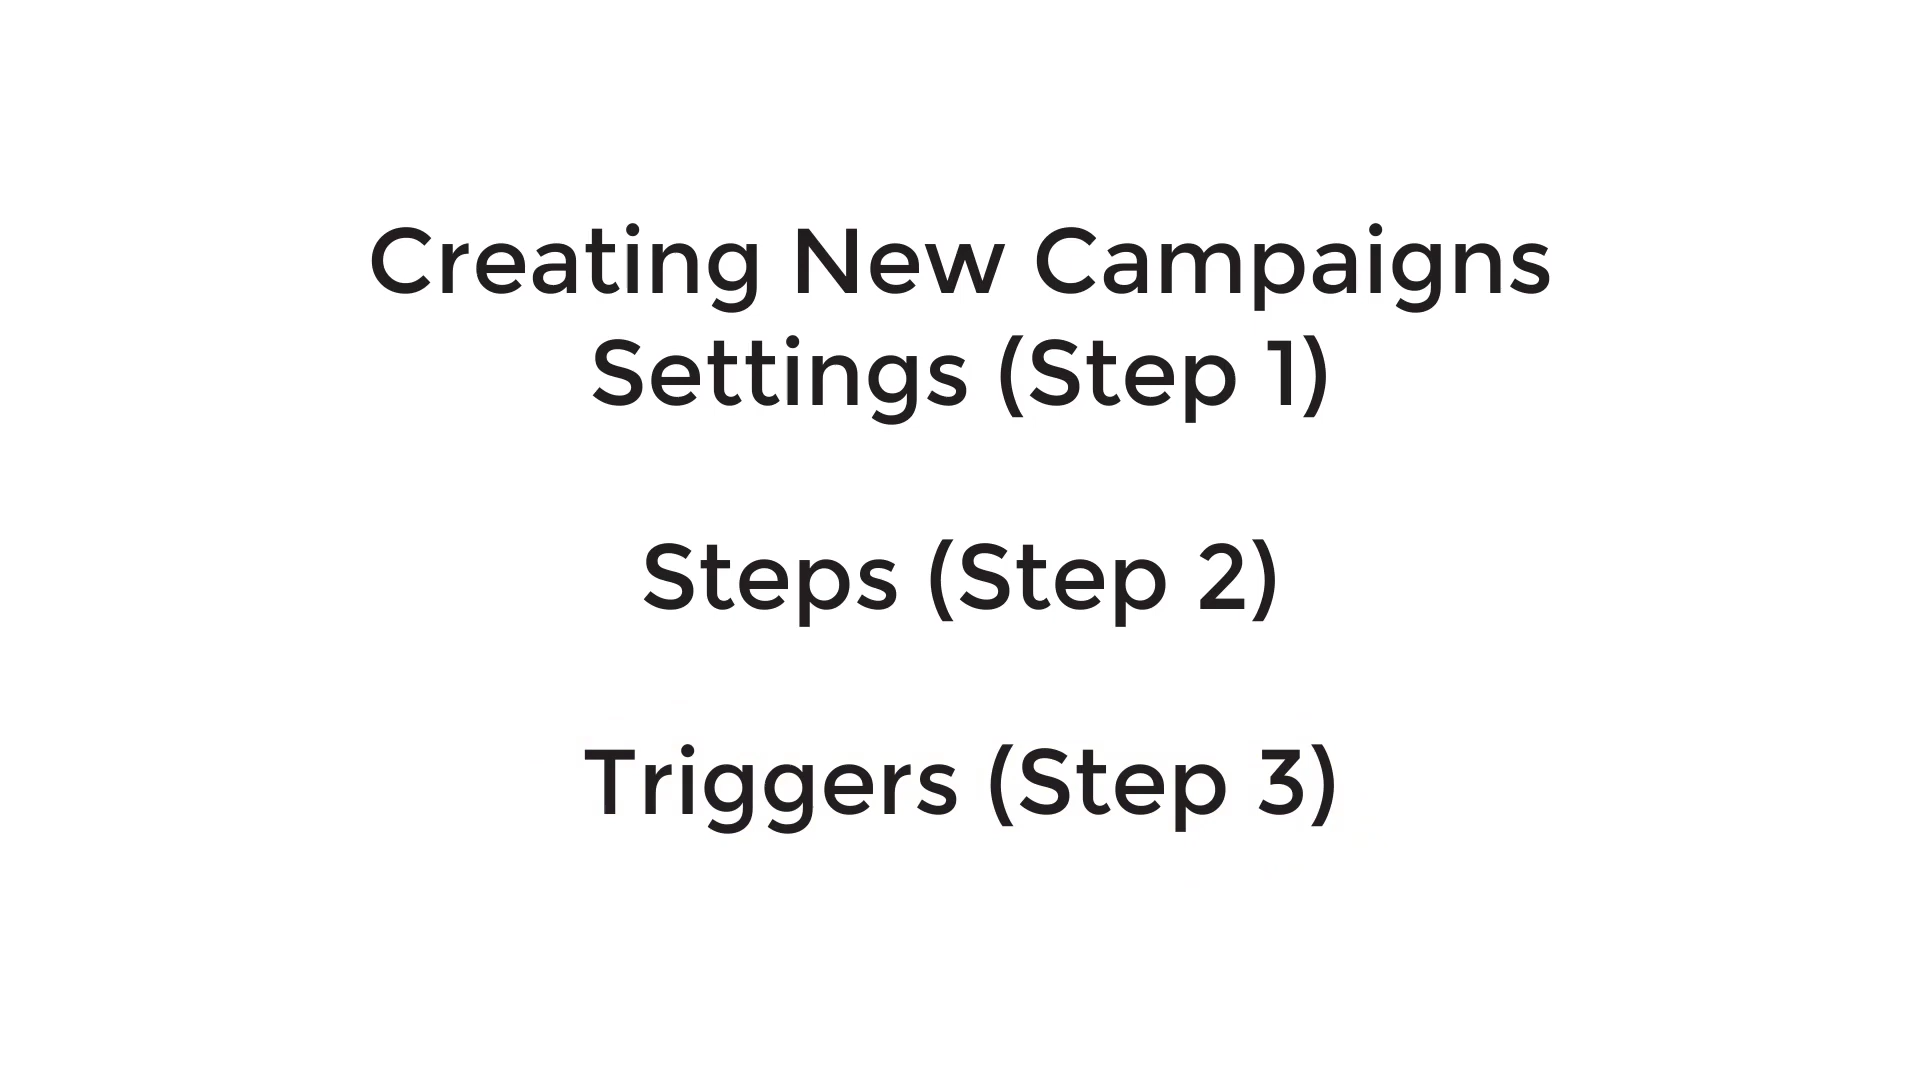 Creating New Campaigns
Settings (Step 1)
Steps (Step 2)
Triggers (Step 3)